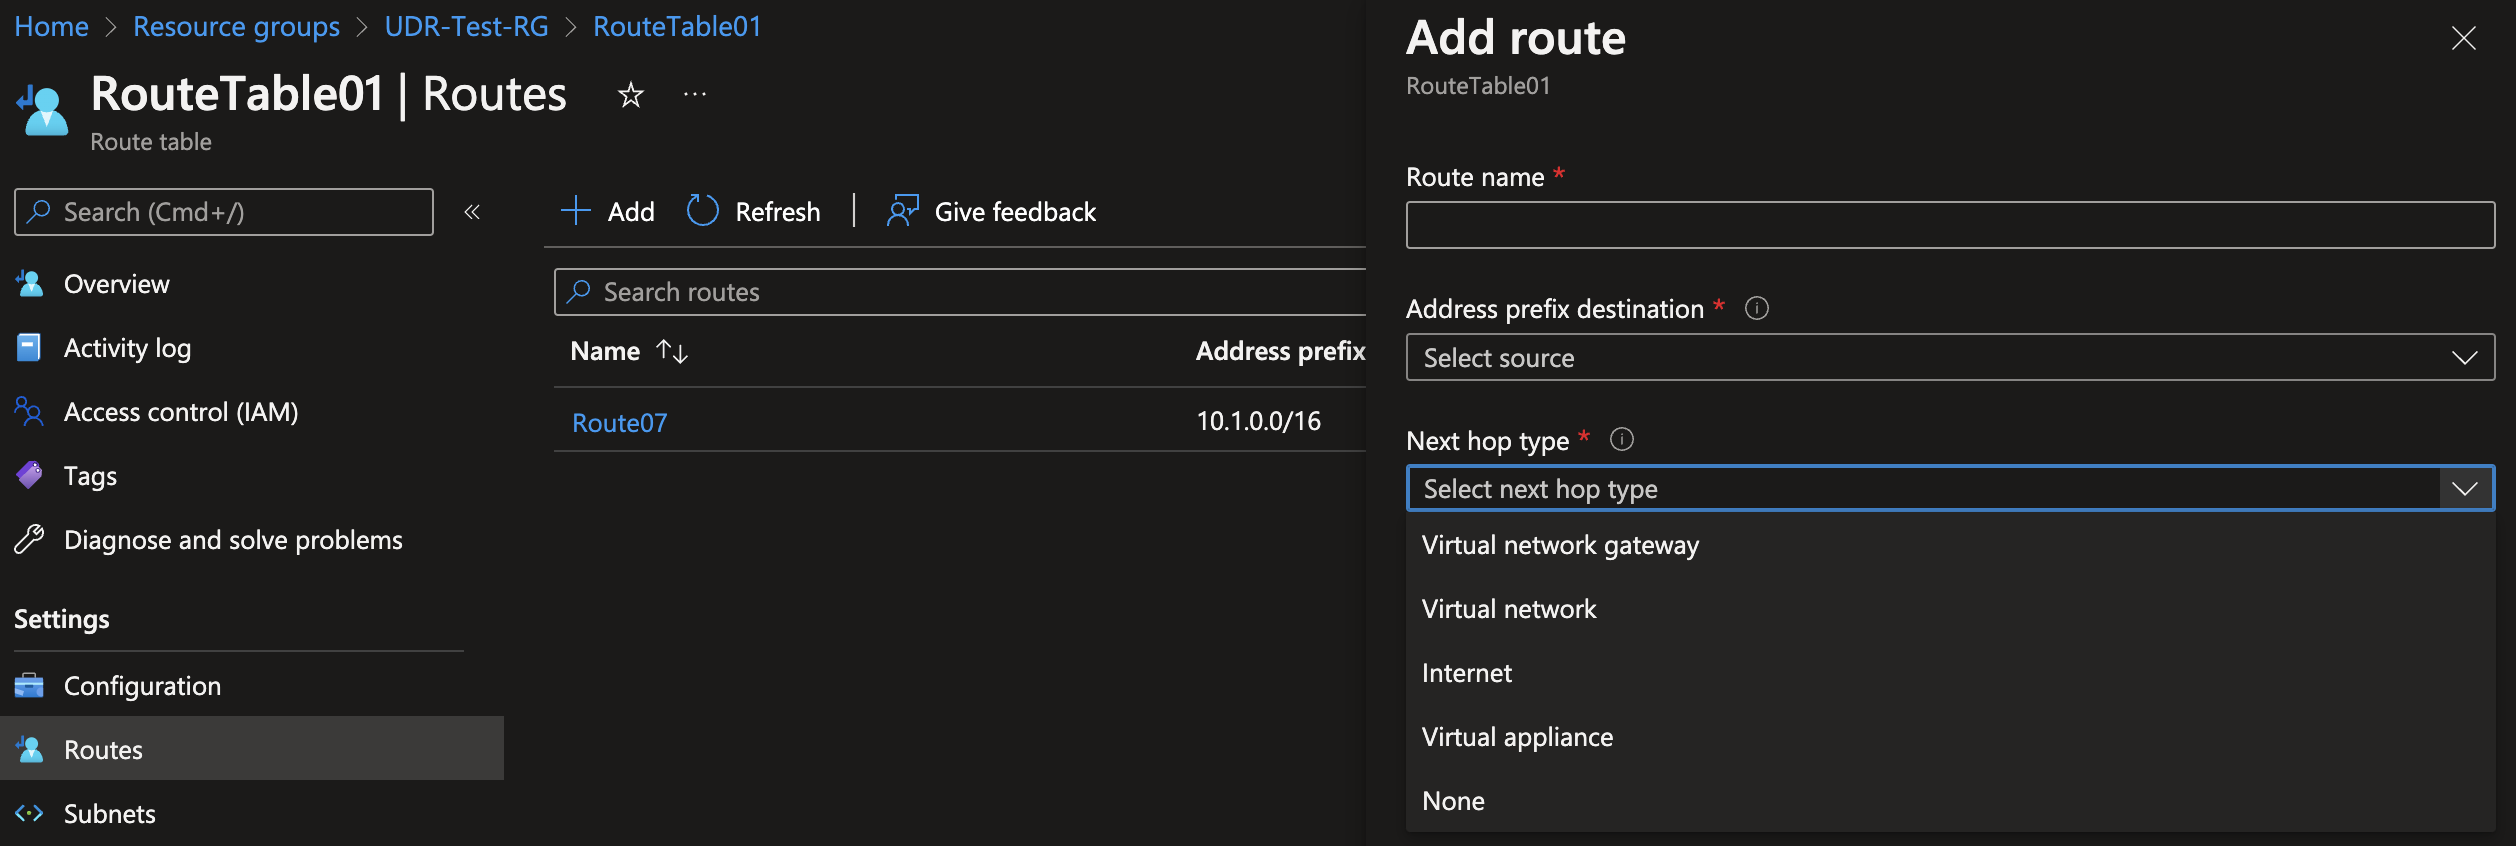 Home > Resource groups > UDR-Test-RG > RouteTable01
RouteTable01 | Routes
Route table
Search (Cmd+/)
Overview
Activity log
Access control (IAM)
Tags
Diagnose and solve problems
Settings
Configuration
Routes
Subnets
Add Refresh | Give feedback
Search routes
Name Address prefix
Route07 10.1.0.0/16
Add route
RouteTable01
Route name *
Address prefix destination *
Select source
Next hop type *
Select next hop type
Virtual network gateway
Virtual network
Internet
Virtual appliance
None